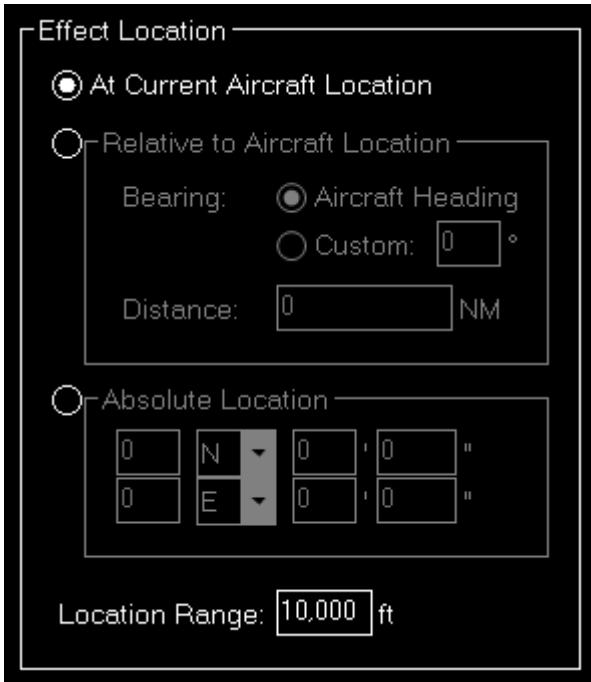 Effect Location
At Current Aircraft Location
Relative to Aircraft Location
Bearing: Aircraft Heading
Custom: 0 °
Distance: 0 NM
Absolute Location
0 N 0 ' 0 "
0 E 0 ' 0 "
Location Range: 10,000 ft